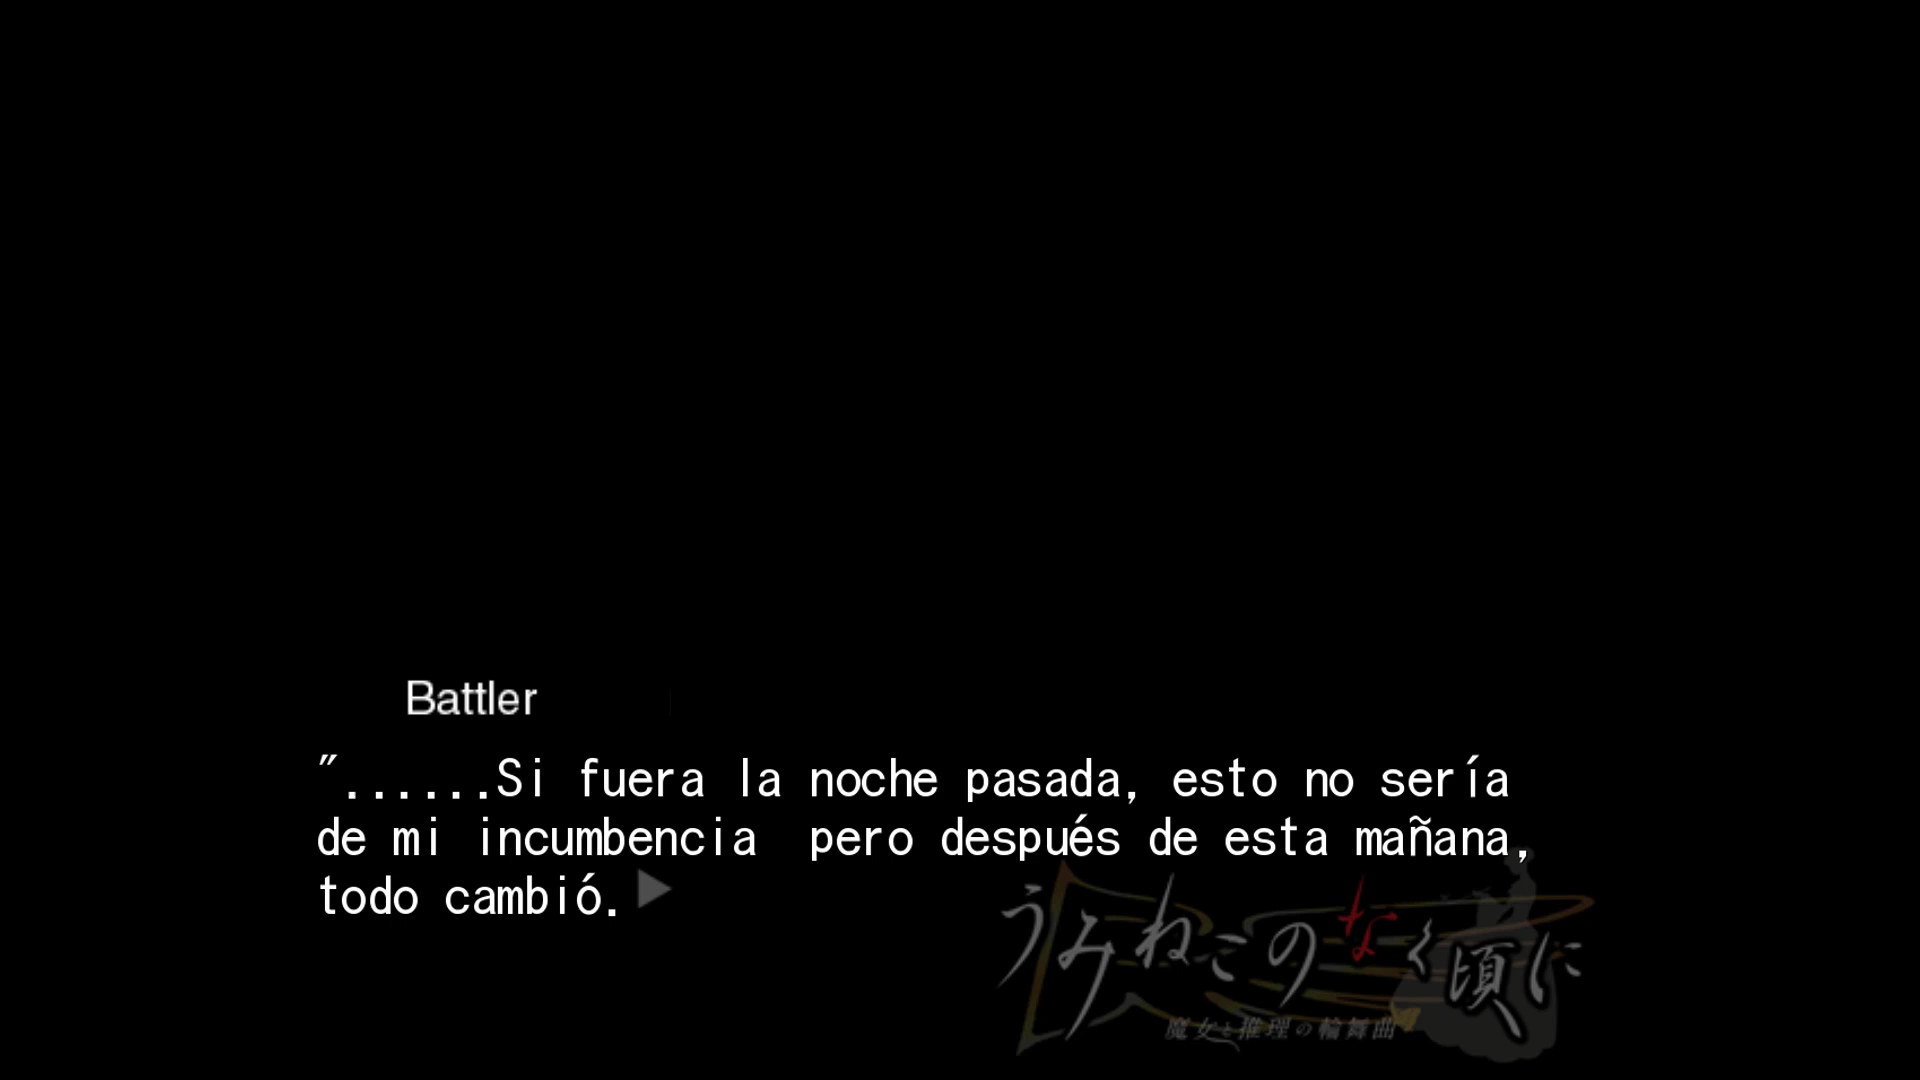 Battler
"......Si fuera la noche pasada, esto no sería
de mi incumbencia  pero después de esta mañana,
todo cambió.
うみねこのなく頃に
魔女と推理の輪舞曲